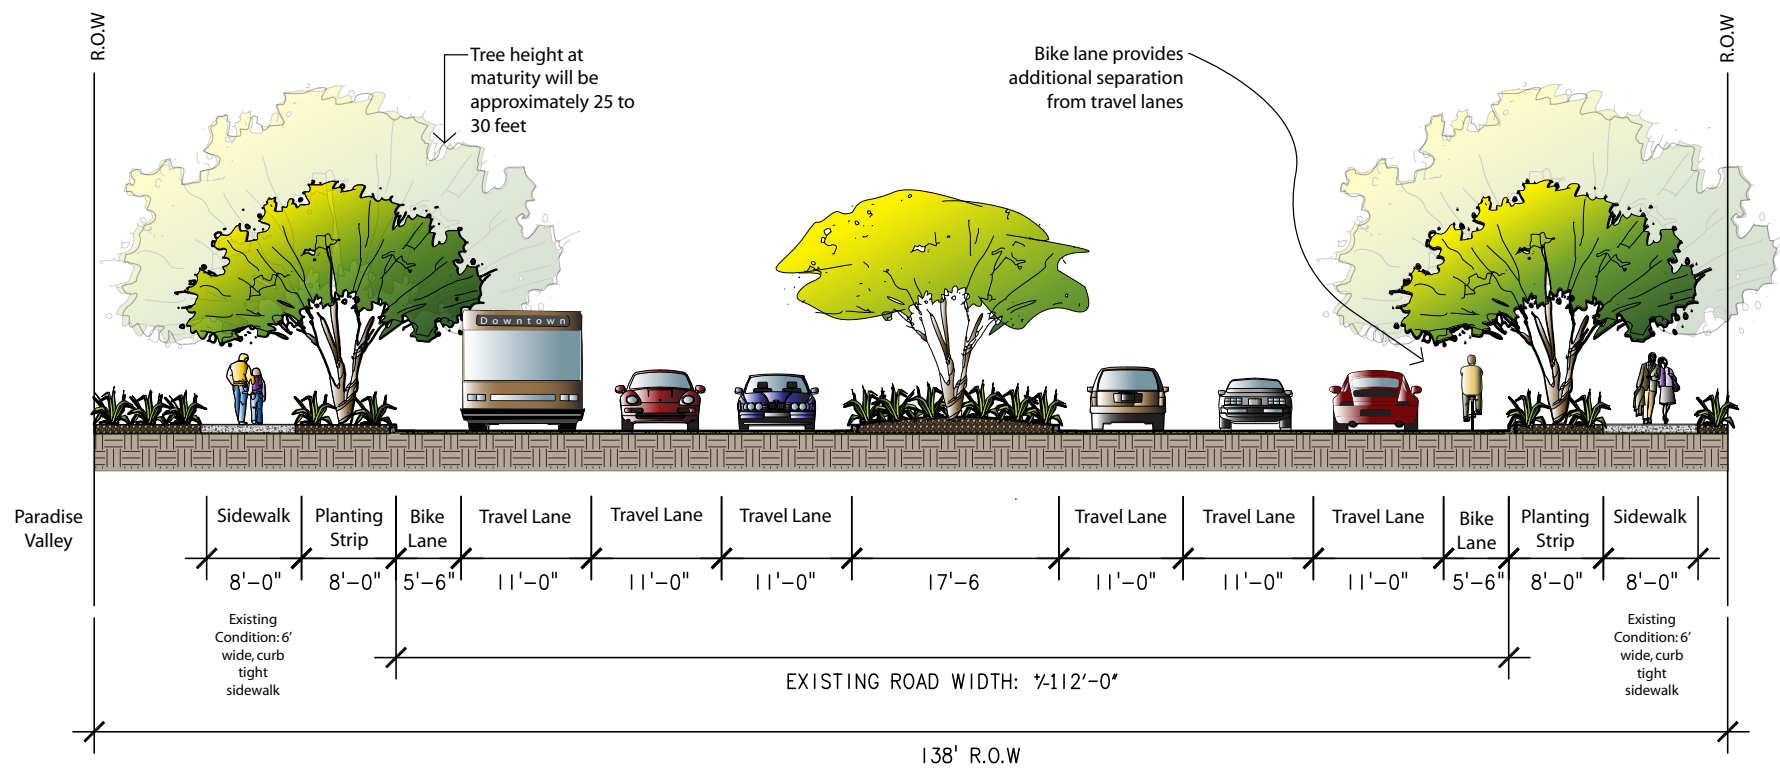 R.O.W
R.O.W
Tree height at
maturity will be
approximately 25 to
30 feet
Bike lane provides
additional separation
from travel lanes
Downtown
Paradise
Valley
Sidewalk
Planting
Strip
Bike
Lane
Travel Lane
Travel Lane
Travel Lane
Travel Lane
Travel Lane
Travel Lane
Bike
Lane
Planting
Strip
Sidewalk
8'-0"
8'-0"
5'-6"
11'-0"
11'-0"
11'-0"
17'-6
11'-0"
11'-0"
11'-0"
5'-6"
8'-0"
8'-0"
Existing
Condition: 6'
wide, curb
tight
sidewalk
Existing
Condition: 6'
wide, curb
tight
sidewalk
EXISTING ROAD WIDTH: +/-112'-0"
138' R.O.W